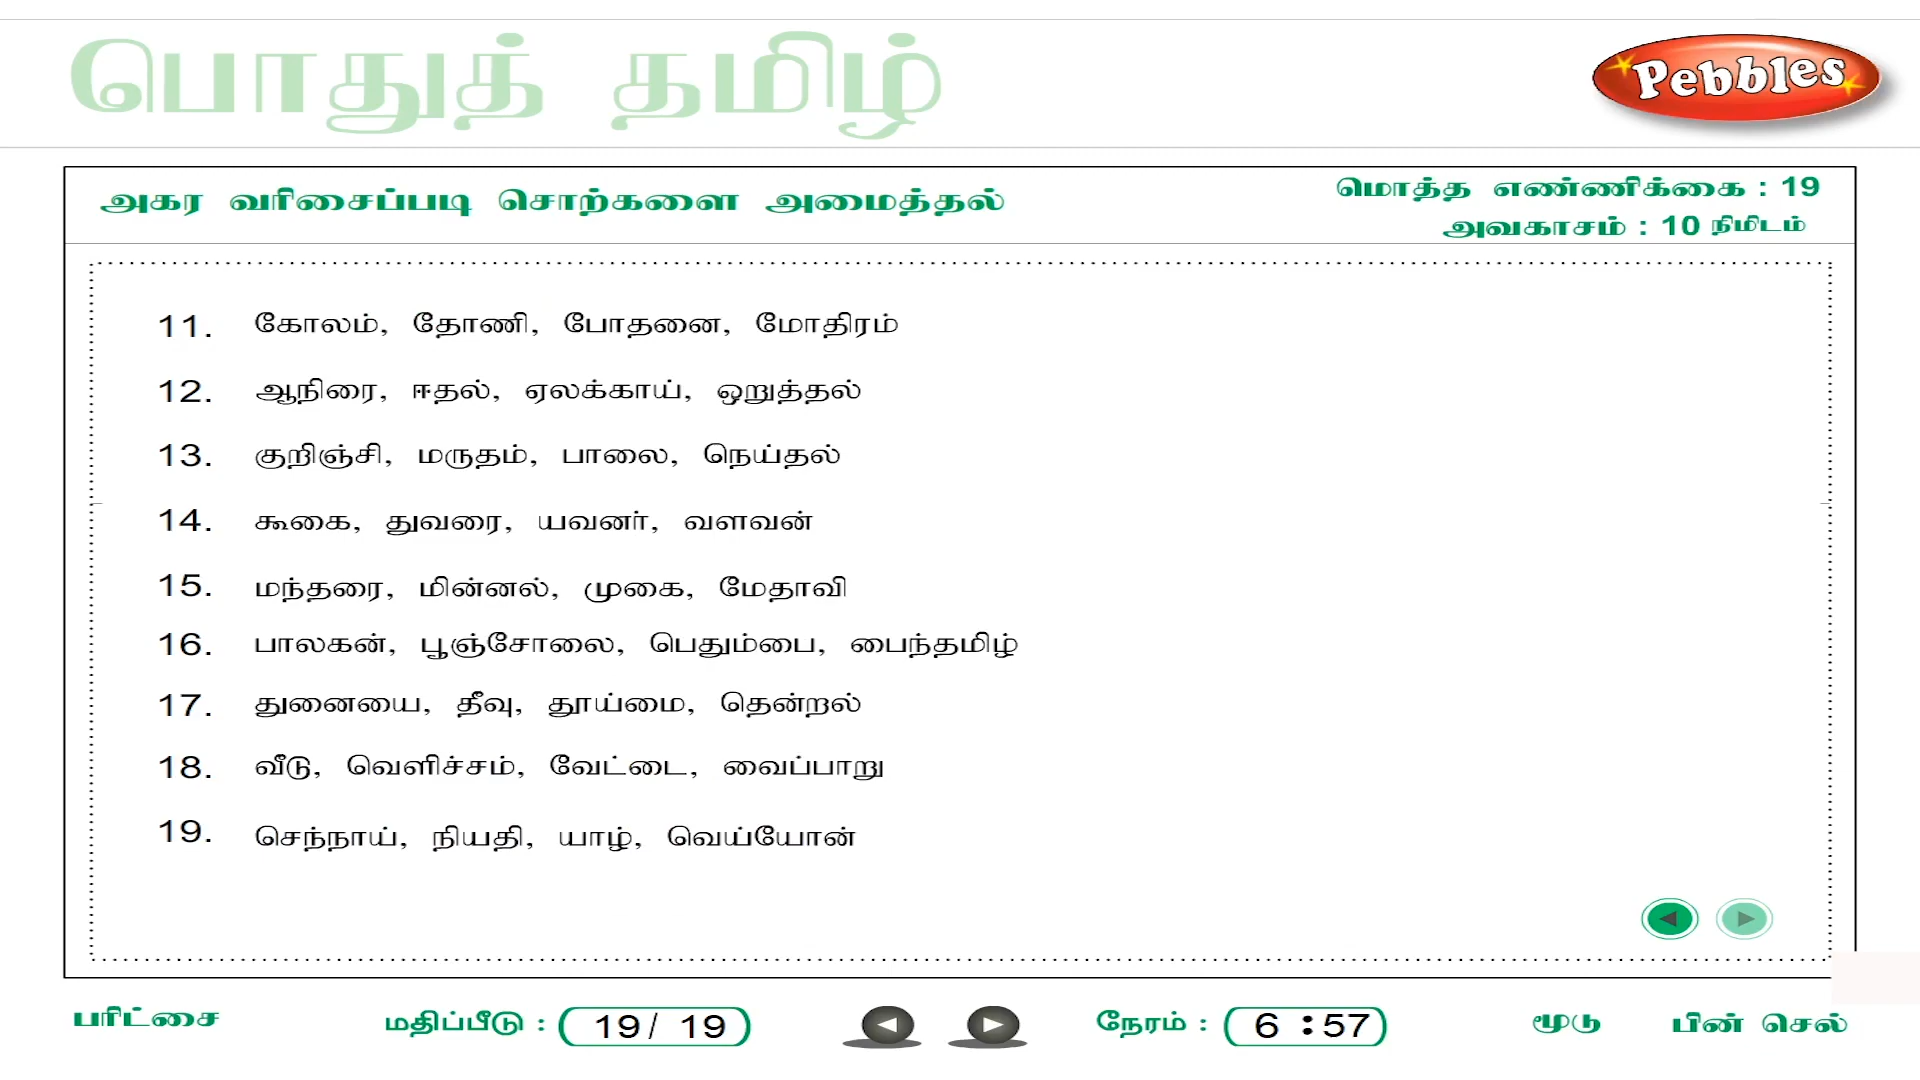 பொதுத் தமிழ்
Pebbles
அகர வரிசைப்படி சொற்களை அமைத்தல்
மொத்த எண்ணிக்கை : 19
அவகாசம் : 10 நிமிடம்
11. கோலம், தோணி, போதனை, மோதிரம்
12. ஆநிரை, ஈதல், ஏலக்காய், ஒறுத்தல்
13. குறிஞ்சி, மருதம், பாலை, நெய்தல்
14. கூகை, துவரை, யவனர், வளவன்
15. மந்தரை, மின்னல், முகை, மேதாவி
16. பாலகன், பூஞ்சோலை, பெதும்பை, பைந்தமிழ்
17. துனையை, தீவு, தூய்மை, தென்றல்
18. வீடு, வெளிச்சம், வேட்டை, வைப்பாறு
19. செந்நாய், நியதி, யாழ், வெய்யோன்
பரிட்சை மதிப்பீடு : 19 / 19 நேரம் : 6 : 57 மூடு பின் செல்